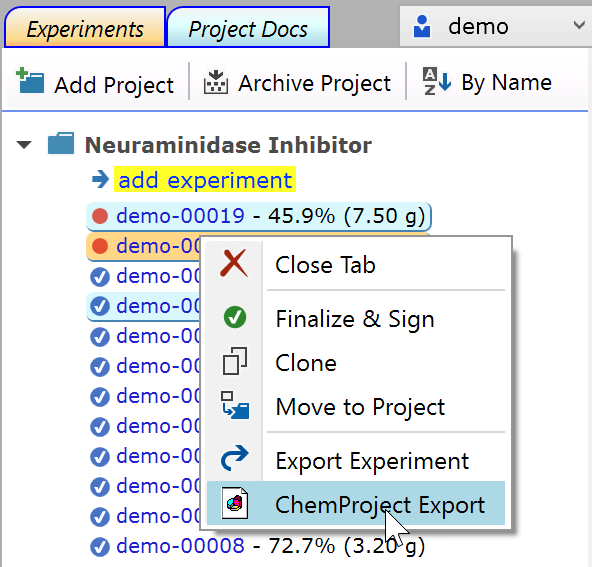 Experiments Project Docs demo
Add Project Archive Project A Z By Name
Neuraminidase Inhibitor
add experiment
demo-00019 - 45.9% (7.50 g)
demo-00
demo-00 Close Tab
demo-00
demo-00 Finalize & Sign
demo-00 Clone
demo-00 Move to Project
demo-00
demo-00 Export Experiment
demo-00 ChemProject Export
demo-00008 - 72.7% (3.20 g)